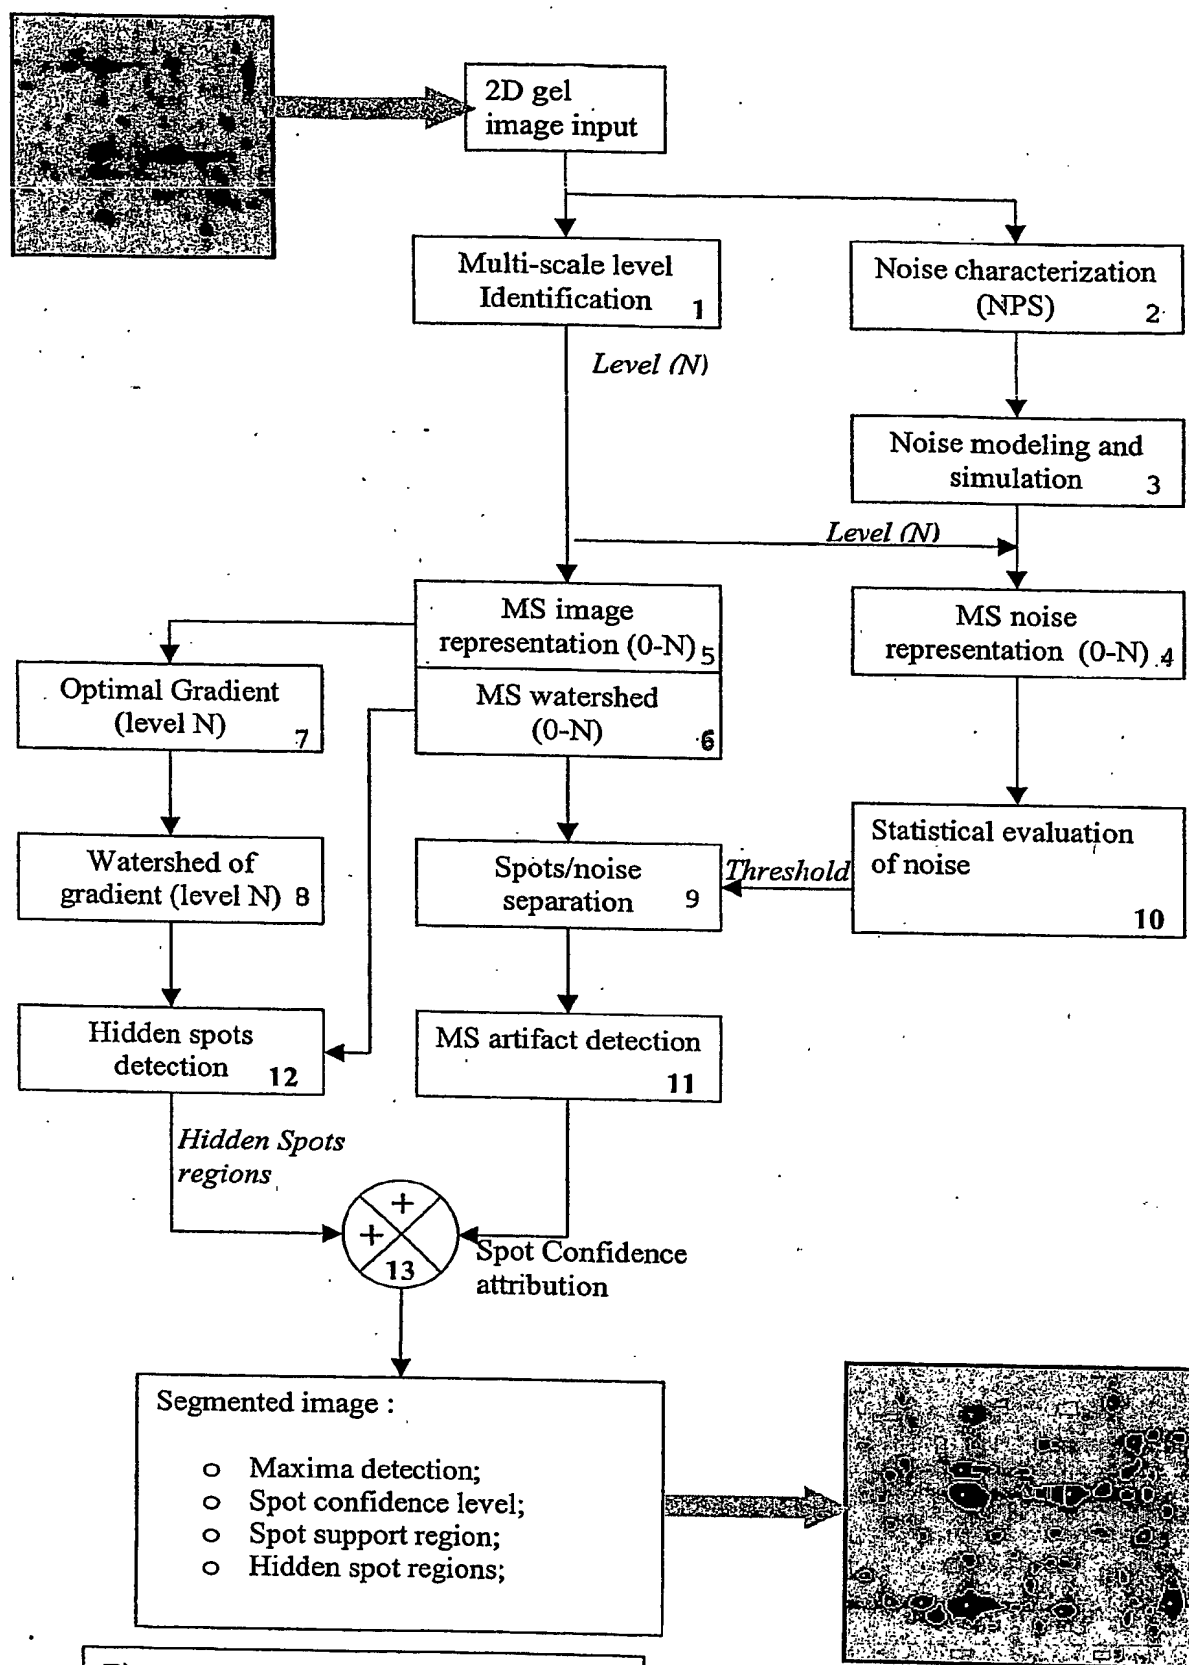 2D gel
image input
Multi-scale level
Identification 1
Noise characterization
(NPS) 2
Level (N)
Noise modeling and
simulation 3
Level (N)
MS image
representation (0-N) 5
MS noise
representation (0-N) 4
Optimal Gradient
(level N) 7
MS watershed
(0-N) 6
Statistical evaluation
of noise
10
Watershed of
gradient (level N) 8
Spots/noise
separation 9
Threshold
Hidden spots
detection 12
MS artifact detection
11
Hidden Spots
regions
+
+
13
Spot Confidence
attribution
Segmented image :
o Maxima detection;
o Spot confidence level;
o Spot support region;
o Hidden spot regions;